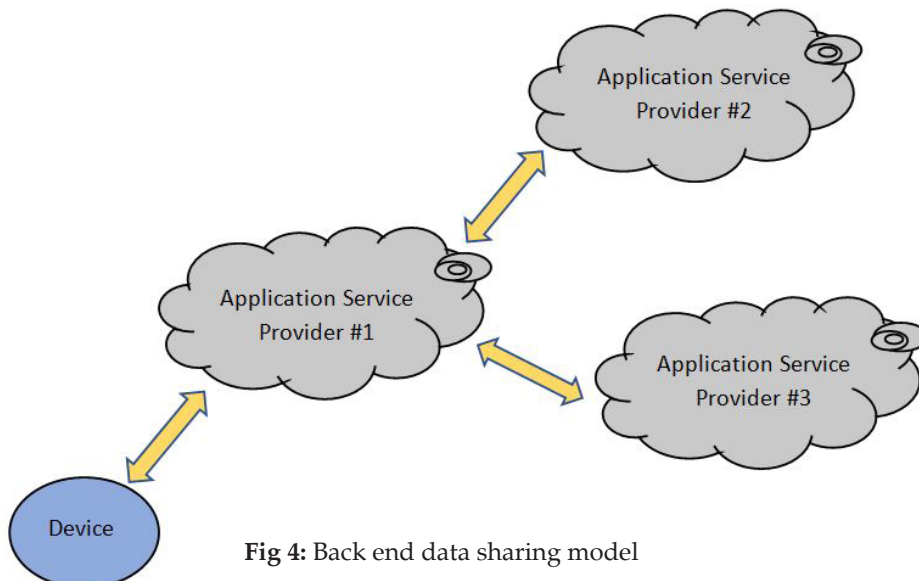 Application Service
Provider #2
Application Service
Provider #1
Application Service
Provider #3
Device
Fig 4: Back end data sharing model